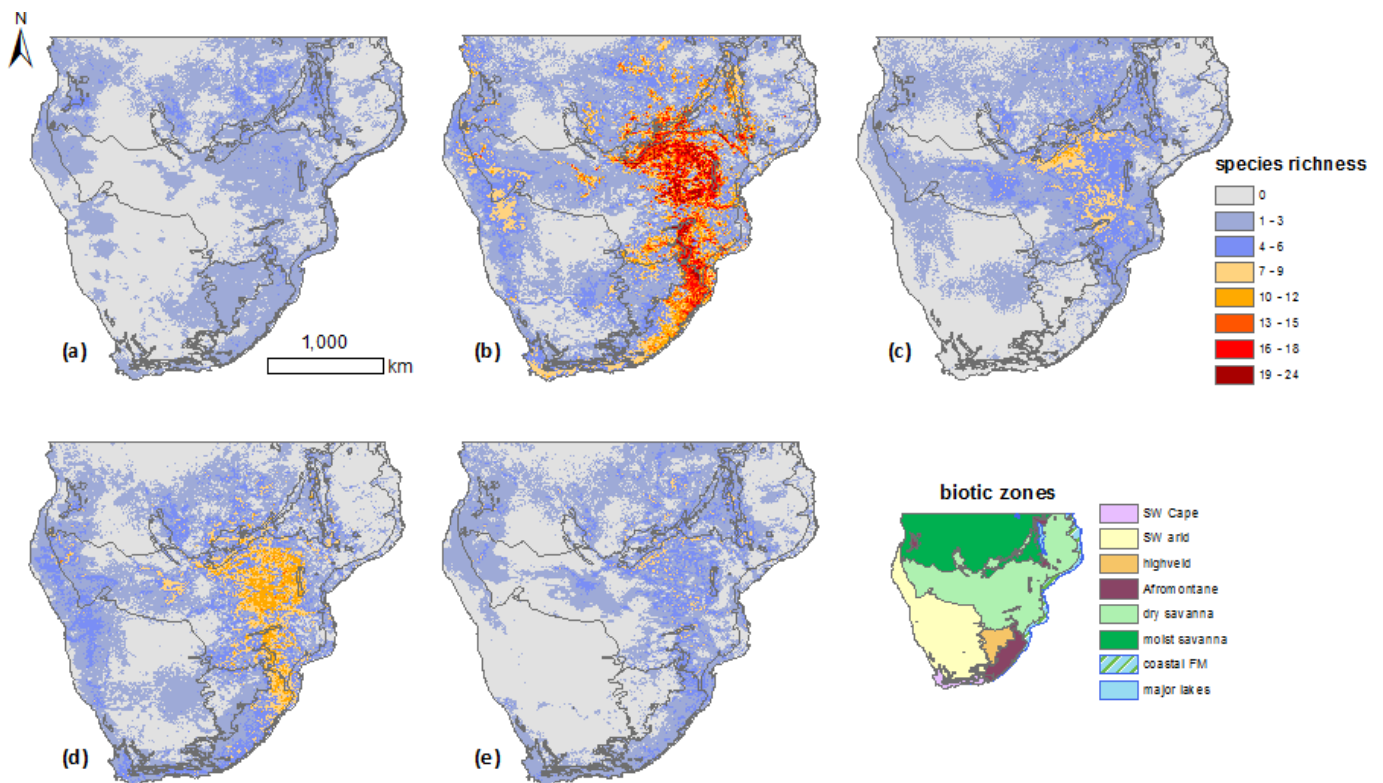 N
(a)
1,000
km
(b)
(c)
species richness
0
1 - 3
4 - 6
7 - 9
10 - 12
13 - 15
16 - 18
19 - 24
(d)
(e)
biotic zones
SW Cape
SW arid
highveld
Afromontane
dry savanna
moist savanna
coastal FM
major lakes